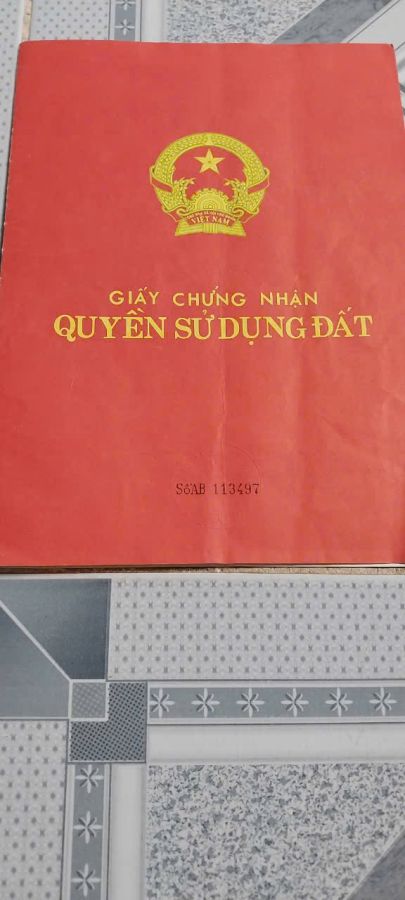 VIỆT NAM
GIẤY CHỨNG NHẬN
QUYỀN SỬ DỤNG ĐẤT
Số AB 113497